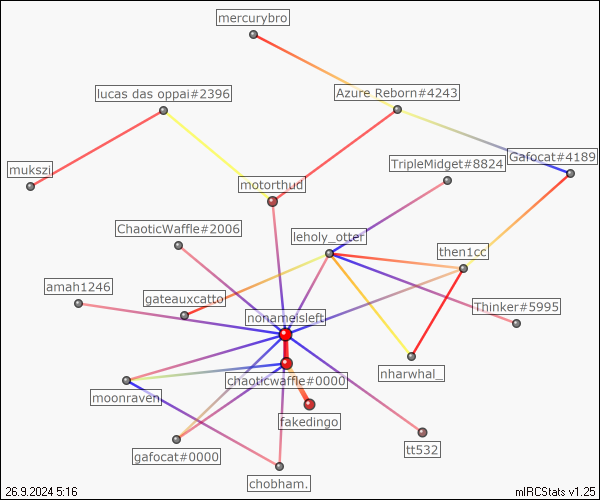 mercurybro
lucas das oppai#2396
Azure Reborn#4243
mukszi
TripleMidget#8824
Gafocat#4189
motorthud
ChaoticWaffle#2006
leholy_otter
then1cc
amah1246
gateauxcatto
Thinker#5995
nonameisleft
nharwhal_
chaoticwaffle#0000
moonraven
fakedingo
tt532
gafocat#0000
chobham.
26.9.2024 5:16
mIRCStats v1.25